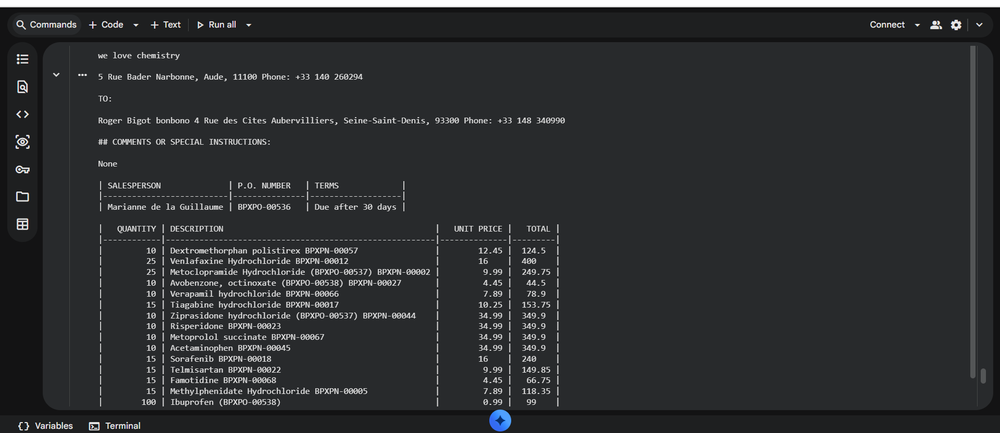 Commands + Code + Text Run all Connect
we love chemistry
5 Rue Bader Narbonne, Aude, 11100 Phone: +33 140 260294
TO:
Roger Bigot bonbono 4 Rue des Cites Aubervilliers, Seine-Saint-Denis, 93300 Phone: +33 148 340990
## COMMENTS OR SPECIAL INSTRUCTIONS:
None
| SALESPERSON | P.O. NUMBER | TERMS |
|--------------------------|---------------|-------------------|
| Marianne de la Guillaume | BPXPO-00536 | Due after 30 days |
| QUANTITY | DESCRIPTION | UNIT PRICE | TOTAL |
|------------|--------------------------------------------------------|--------------|---------|
| 10 | Dextromethorphan polistirex BPXPN-00057 | 12.45 | 124.5 |
| 25 | Venlafaxine Hydrochloride BPXPN-00012 | 16 | 400 |
| 25 | Metoclopramide Hydrochloride (BPXPO-00537) BPXPN-00002 | 9.99 | 249.75 |
| 10 | Avobenzone, octinoxate (BPXPO-00538) BPXPN-00027 | 4.45 | 44.5 |
| 10 | Verapamil hydrochloride BPXPN-00066 | 7.89 | 78.9 |
| 15 | Tiagabine hydrochloride BPXPN-00017 | 10.25 | 153.75 |
| 10 | Ziprasidone hydrochloride (BPXPO-00537) BPXPN-00044 | 34.99 | 349.9 |
| 10 | Risperidone BPXPN-00023 | 34.99 | 349.9 |
| 10 | Metoprolol succinate BPXPN-00067 | 34.99 | 349.9 |
| 10 | Acetaminophen BPXPN-00045 | 34.99 | 349.9 |
| 15 | Sorafenib BPXPN-00018 | 16 | 240 |
| 15 | Telmisartan BPXPN-00022 | 9.99 | 149.85 |
| 15 | Famotidine BPXPN-00068 | 4.45 | 66.75 |
| 15 | Methylphenidate Hydrochloride BPXPN-00005 | 7.89 | 118.35 |
| 100 | Ibuprofen (BPXPO-00538) | 0.99 | 99 |
Variables Terminal